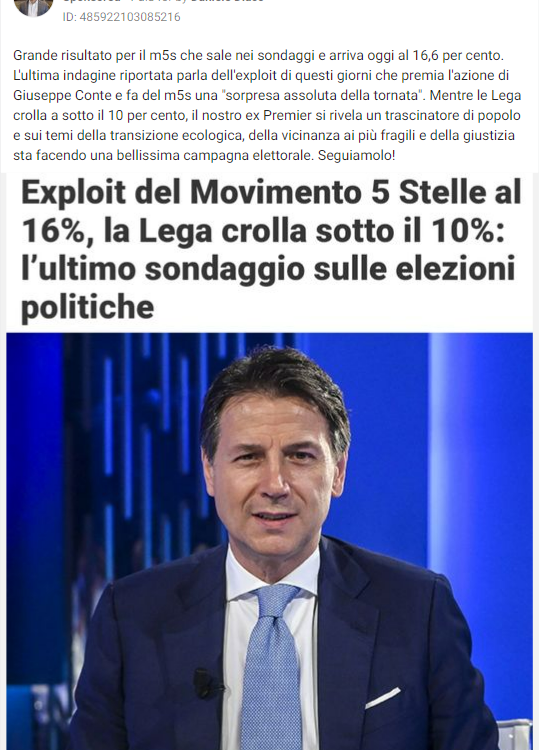 ID: 485922103085216
Grande risultato per il m5s che sale nei sondaggi e arriva oggi al 16,6 per cento.
L'ultima indagine riportata parla dell'exploit di questi giorni che premia l'azione di
Giuseppe Conte e fa del m5s una "sorpresa assoluta della tornata". Mentre le Lega
crolla a sotto il 10 per cento, il nostro ex Premier si rivela un trascinatore di popolo
e sui temi della transizione ecologica, della vicinanza ai più fragili e della giustizia
sta facendo una bellissima campagna elettorale. Seguiamolo!
Exploit del Movimento 5 Stelle al
16%, la Lega crolla sotto il 10%:
l’ultimo sondaggio sulle elezioni
politiche